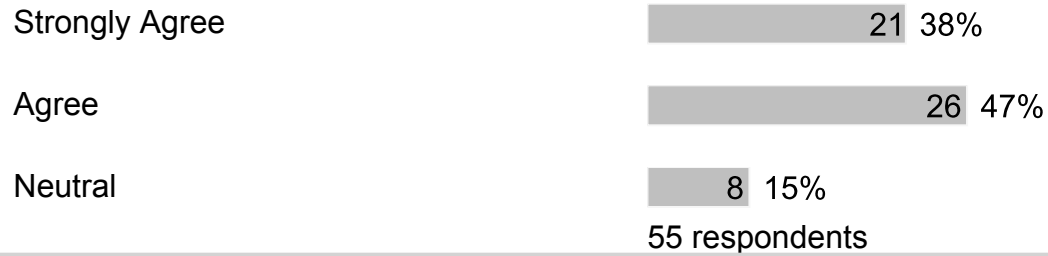 Strongly Agree 21 38%
Agree 26 47%
Neutral 8 15%
55 respondents